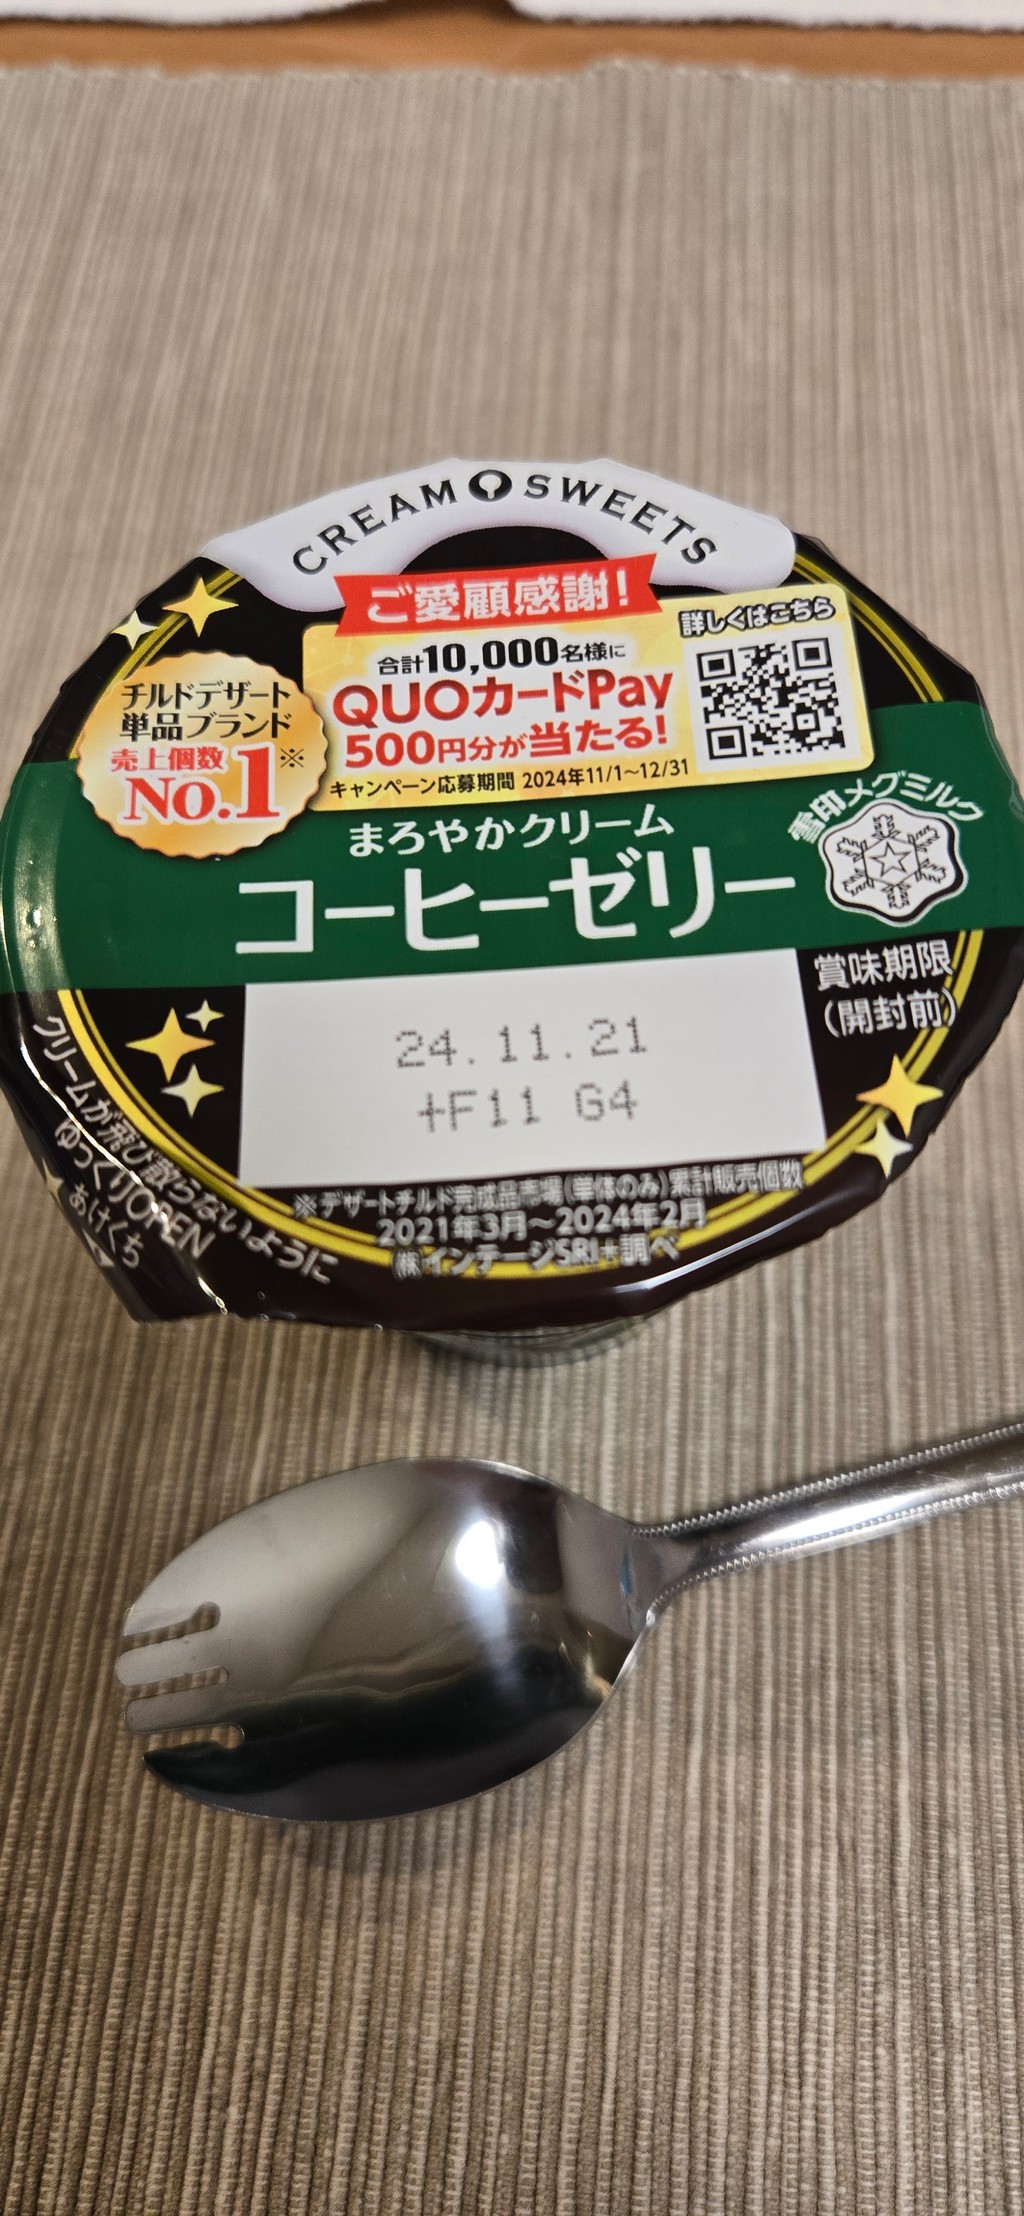 CREAM SWEETS
ご愛顧感謝!
詳しくはこちら
合計10,000名様に
QUOカードPay
500円分が当たる!
キャンペーン応募期間 2024年11/1~12/31
チルドデザート
単品ブランド
売上個数
No.1※
まろやかクリーム
コーヒーゼリー
雪印メグミルク
賞味期限
(開封前)
24.11.21
+F11 G4
※デザートチルド完成品市場(単体のみ)累計販売個数
2021年3月~2024年2月
㈱インテージSRI+調べ
クリームが飛び散らないように
ゆっくりOPEN
あけくち